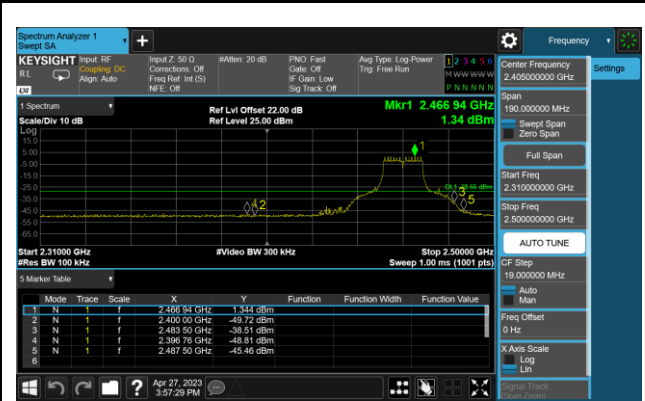 Spectrum Analyzer 1
Swept SA
Frequency
KEYSIGHT
Input: RF
Input Z: 50 Ω
#Atten: 20 dB
PNO: Fast
Avg Type: Log-Power
1 2 3 4 5 6
RL
Coupling: DC
Corrections: Off
Gate: Off
Trig: Free Run
Align: Auto
Freq Ref: Int (S)
IF Gain: Low
M W W W W W
NFE: Off
Sig Track: Off
P N N N N N
LXI
Center Frequency
2.405000000 GHz
Settings
1 Spectrum
Ref Lvl Offset 22.00 dB
Mkr1 2.466 94 GHz
Scale/Div 10 dB
Ref Level 25.00 dBm
1.34 dBm
Span
190.000000 MHz
Swept Span
Zero Span
Log
15.0
5.00
-5.00
-15.0
-25.0
-35.0
-45.0
-55.0
-65.0
1
4 2
3
5
Full Span
Start Freq
2.310000000 GHz
Stop Freq
2.500000000 GHz
AUTO TUNE
Start 2.31000 GHz
#Video BW 300 kHz
Stop 2.50000 GHz
#Res BW 100 kHz
Sweep 1.00 ms (1001 pts)
CF Step
19.000000 MHz
Auto
Man
5 Marker Table
Mode Trace Scale X Y Function Function Width Function Value
1 N 1 f 2.466 94 GHz 1.344 dBm
2 N 1 f 2.400 00 GHz -49.72 dBm
3 N 1 f 2.483 50 GHz -38.51 dBm
4 N 1 f 2.396 76 GHz -48.81 dBm
5 N 1 f 2.487 50 GHz -45.46 dBm
6
Freq Offset
0 Hz
X Axis Scale
Log
Lin
Signal Track
(Span Zoom)
?
Apr 27, 2023
3:57:29 PM